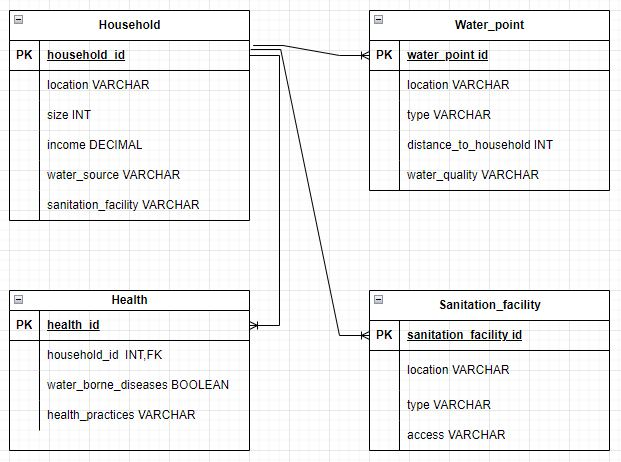 Household
PK household_id
location VARCHAR
size INT
income DECIMAL
water_source VARCHAR
sanitation_facility VARCHAR
Water_point
PK water_point id
location VARCHAR
type VARCHAR
distance_to_household INT
water_quality VARCHAR
Health
PK health_id
household_id INT,FK
water_borne_diseases BOOLEAN
health_practices VARCHAR
Sanitation_facility
PK sanitation_facility id
location VARCHAR
type VARCHAR
access VARCHAR